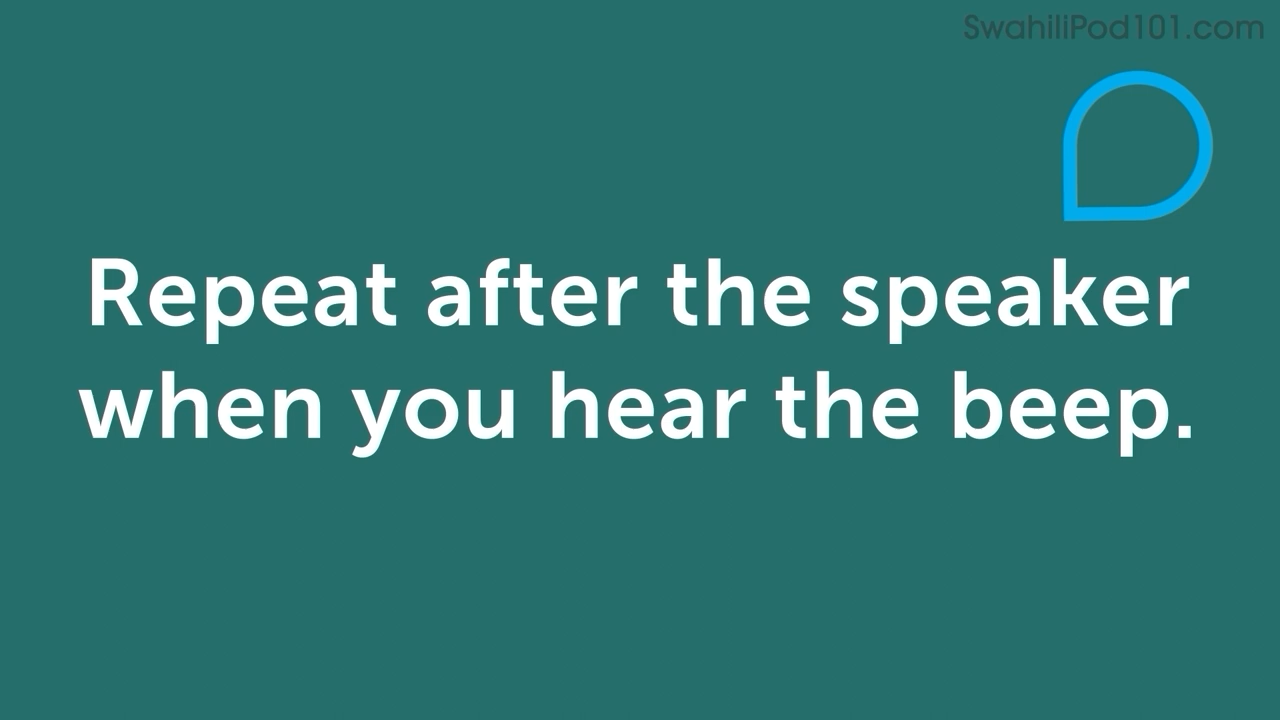 SwahiliPod101.com
Repeat after the speaker
when you hear the beep.